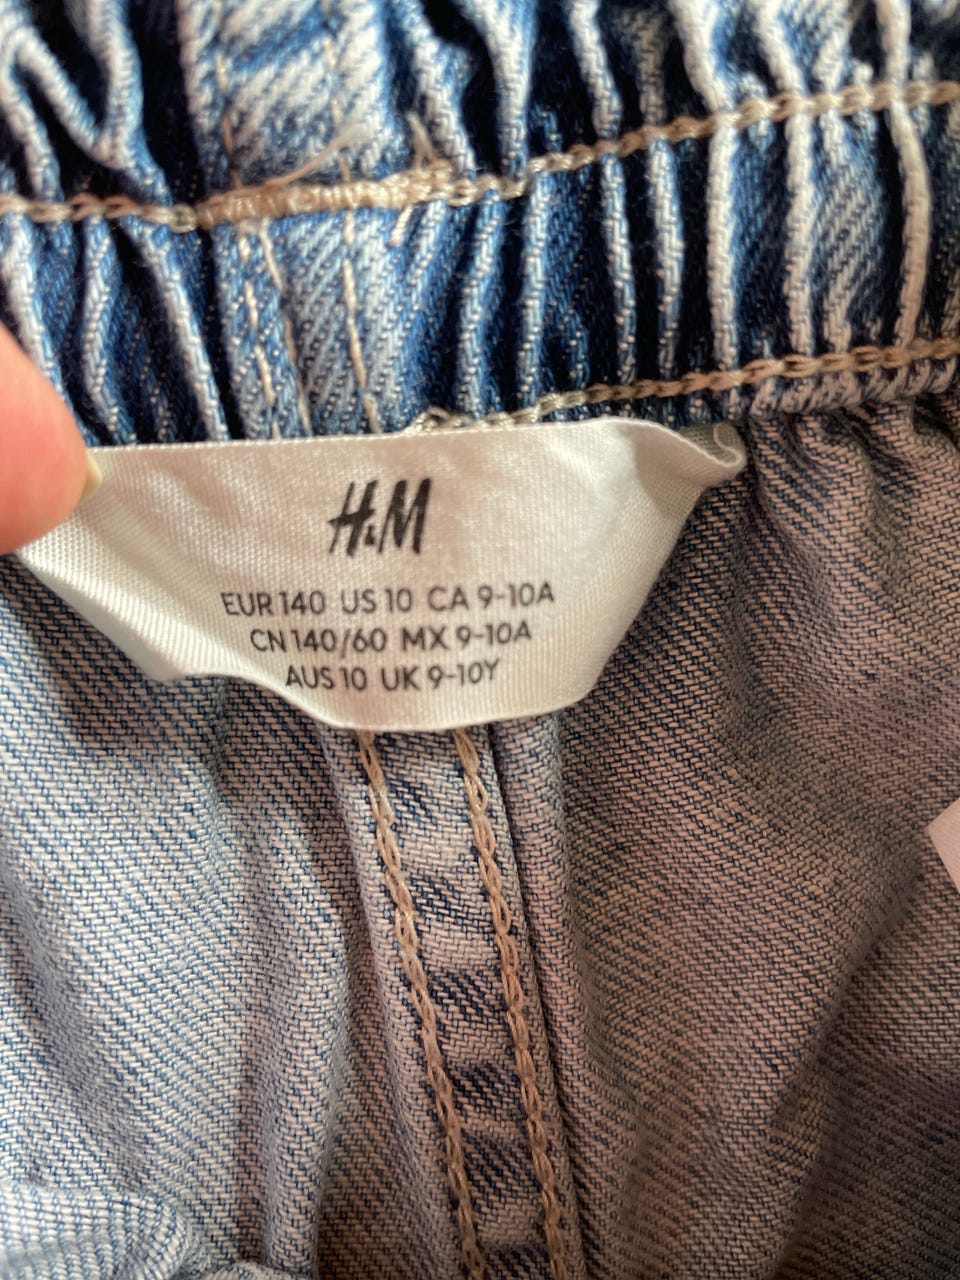 H&M
EUR 140 US 10 CA 9-10A
CN 140/60 MX 9-10A
AUS 10 UK 9-10Y